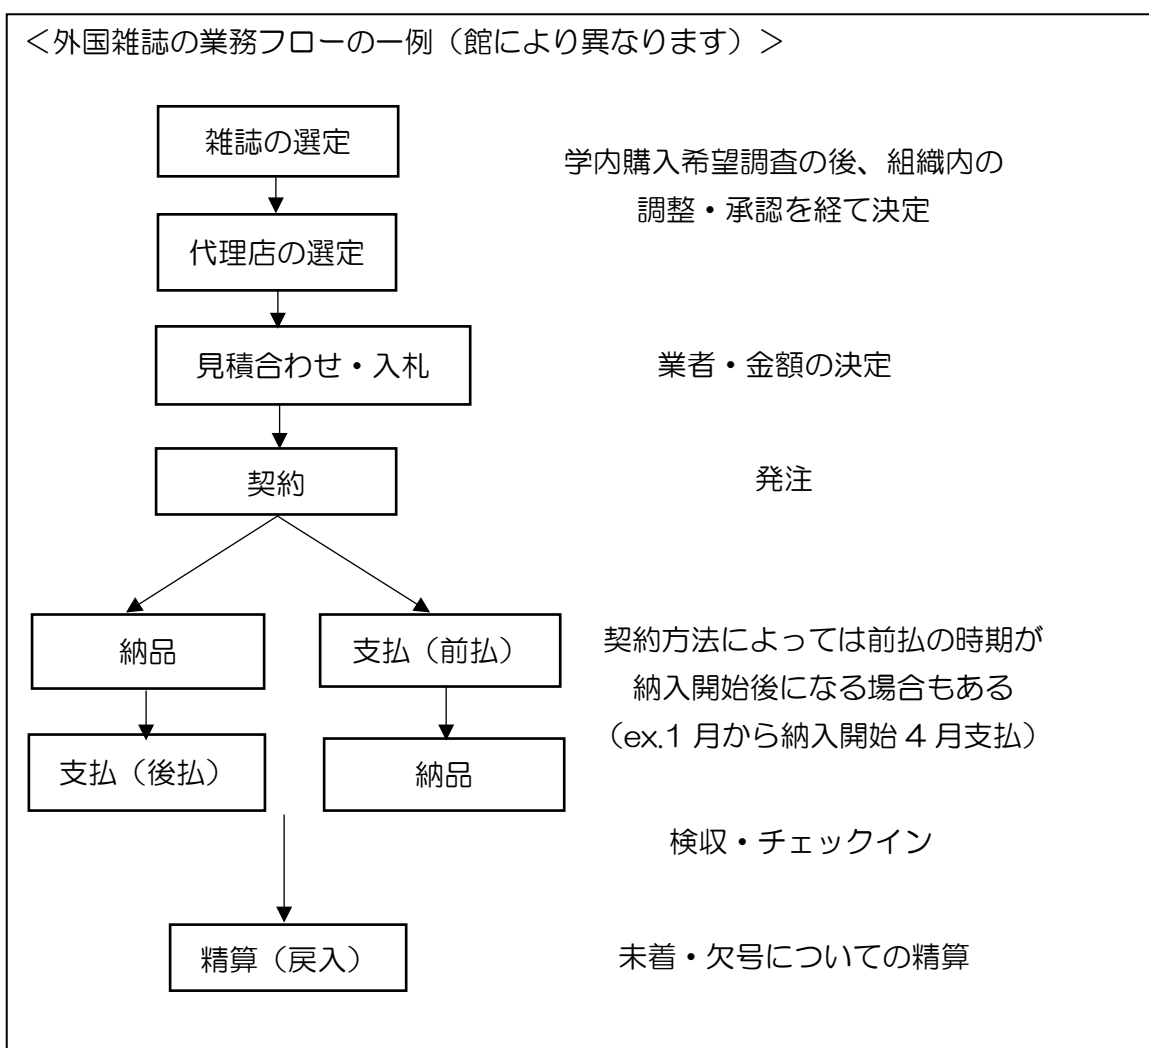 ＜外国雑誌の業務フローの一例（館により異なります）＞
雑誌の選定
学内購入希望調査の後、組織内の
調整・承認を経て決定
代理店の選定
見積合わせ・入札
業者・金額の決定
契約
発注
納品
支払（前払）
契約方法によっては前払の時期が
納入開始後になる場合もある
（ex.1 月から納入開始 4 月支払）
支払（後払）
納品
検収・チェックイン
精算（戻入）
未着・欠号についての精算